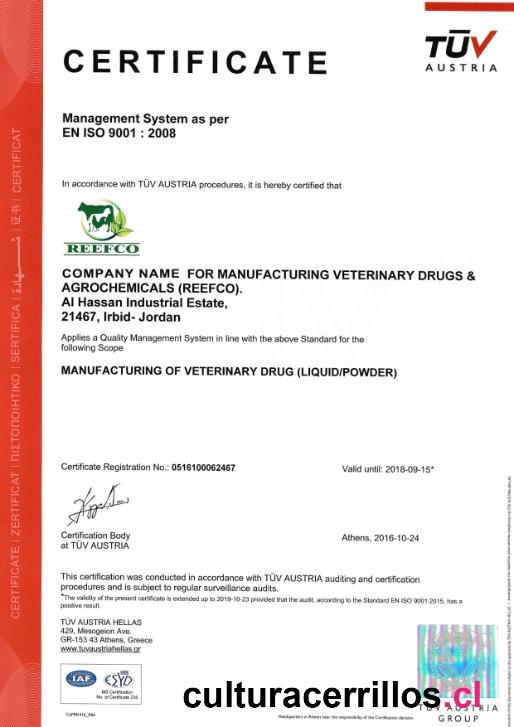 TÜV
AUSTRIA
CERTIFICATE
Management System as per
EN ISO 9001 : 2008
In accordance with TÜV AUSTRIA procedures, it is hereby certified that
REEFCO
COMPANY NAME FOR MANUFACTURING VETERINARY DRUGS &
AGROCHEMICALS (REEFCO).
Al Hassan Industrial Estate,
21467, Irbid- Jordan
Applies a Quality Management System in line with the above Standard for the
following Scope
MANUFACTURING OF VETERINARY DRUG (LIQUID/POWDER)
Certificate Registration No.: 0516100062467
Valid until: 2018-09-15*
Certification Body
at TÜV AUSTRIA
Athens, 2016-10-24
This certification was conducted in accordance with TÜV AUSTRIA auditing and certification
procedures and is subject to regular surveillance audits.
*The validity of the present certificate is extended up to 2019-10-23 provided that the audit, according to the Standard EN ISO 9001:2015, has a
positive result.
TÜV AUSTRIA HELLAS
429, Mesogeion Ave.
GR-153 43 Athens, Greece
www.tuvaustriahellas.gr
IAF
ΕΣΥΔ
MS Certification
No. of Certificate 236
culturacerrillos.cl
TÜV AUSTRIA
GROUP
Headquarters in Athens bear the responsibility of the Certification decision
CERTIFICATE | ZERTIFICAT | ΠΙΣΤΟΠΟΙΗΤΙΚΟ | SERTIFICA | شهادة | 证书 | CERTIFICAT